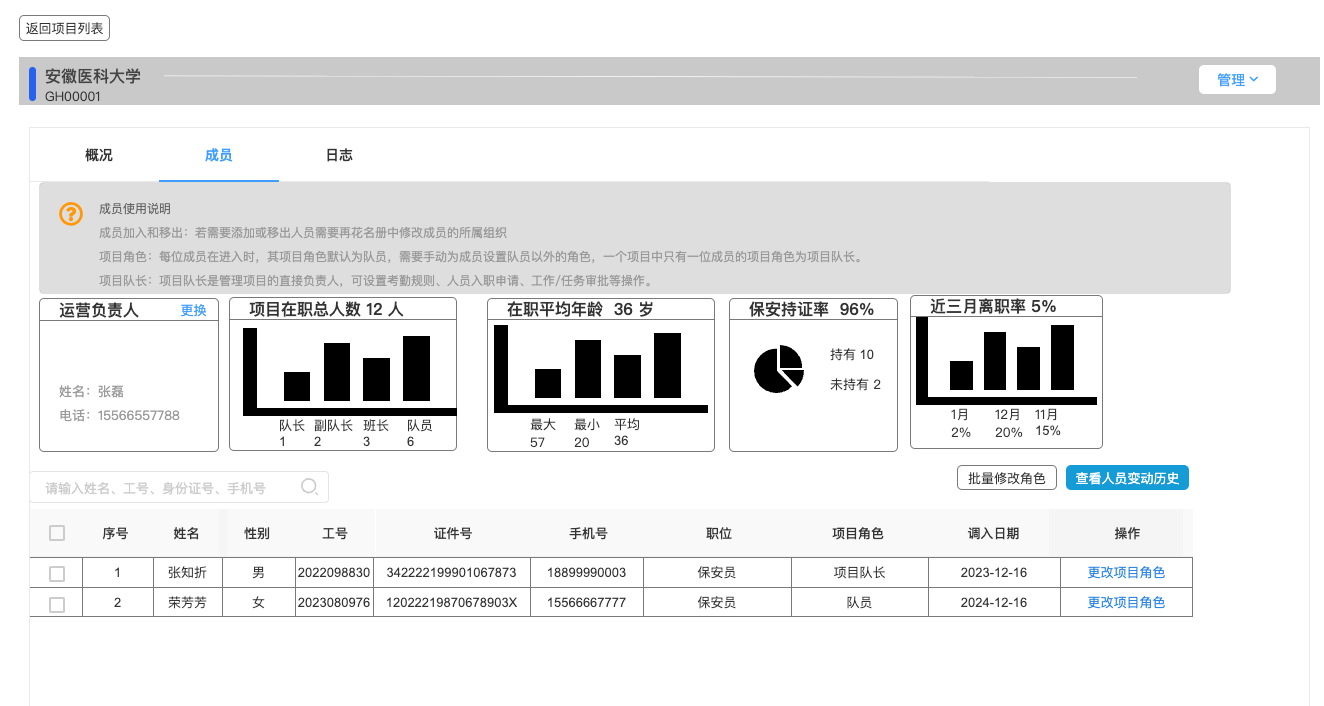 返回项目列表
安徽医科大学
GH00001
管理
概况 成员 日志
成员使用说明
成员加入和移出：若需要添加或移出人员需要再花名册中修改成员的所属组织
项目角色：每位成员在进入时，其项目角色默认为队员，需要手动为成员设置队员以外的角色，一个项目中只有一位成员的项目角色为项目队长。
项目队长：项目队长是管理项目的直接负责人，可设置考勤规则、人员入职申请、工作/任务审批等操作。
运营负责人 更换
姓名：张磊
电话：15566557788
项目在职总人数 12 人
队长 副队长 班长 队员
1 2 3 6
在职平均年龄 36 岁
最大 最小 平均
57 20 36
保安持证率 96%
持有 10
未持有 2
近三月离职率 5%
1月 12月 11月
2% 20% 15%
请输入姓名、工号、身份证号、手机号
批量修改角色 查看人员变动历史
序号 姓名 性别 工号 证件号 手机号 职位 项目角色 调入日期 操作
1 张知折 男 2022098830 342222199901067873 18899990003 保安员 项目队长 2023-12-16 更改项目角色
2 荣芳芳 女 2023080976 12022219870678903X 15566667777 保安员 队员 2024-12-16 更改项目角色